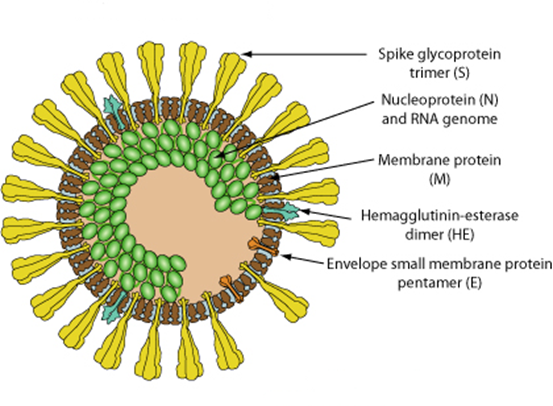 Spike glycoprotein
trimer (S)
Nucleoprotein (N)
and RNA genome
Membrane protein
(M)
Hemagglutinin-esterase
dimer (HE)
Envelope small membrane protein
pentamer (E)